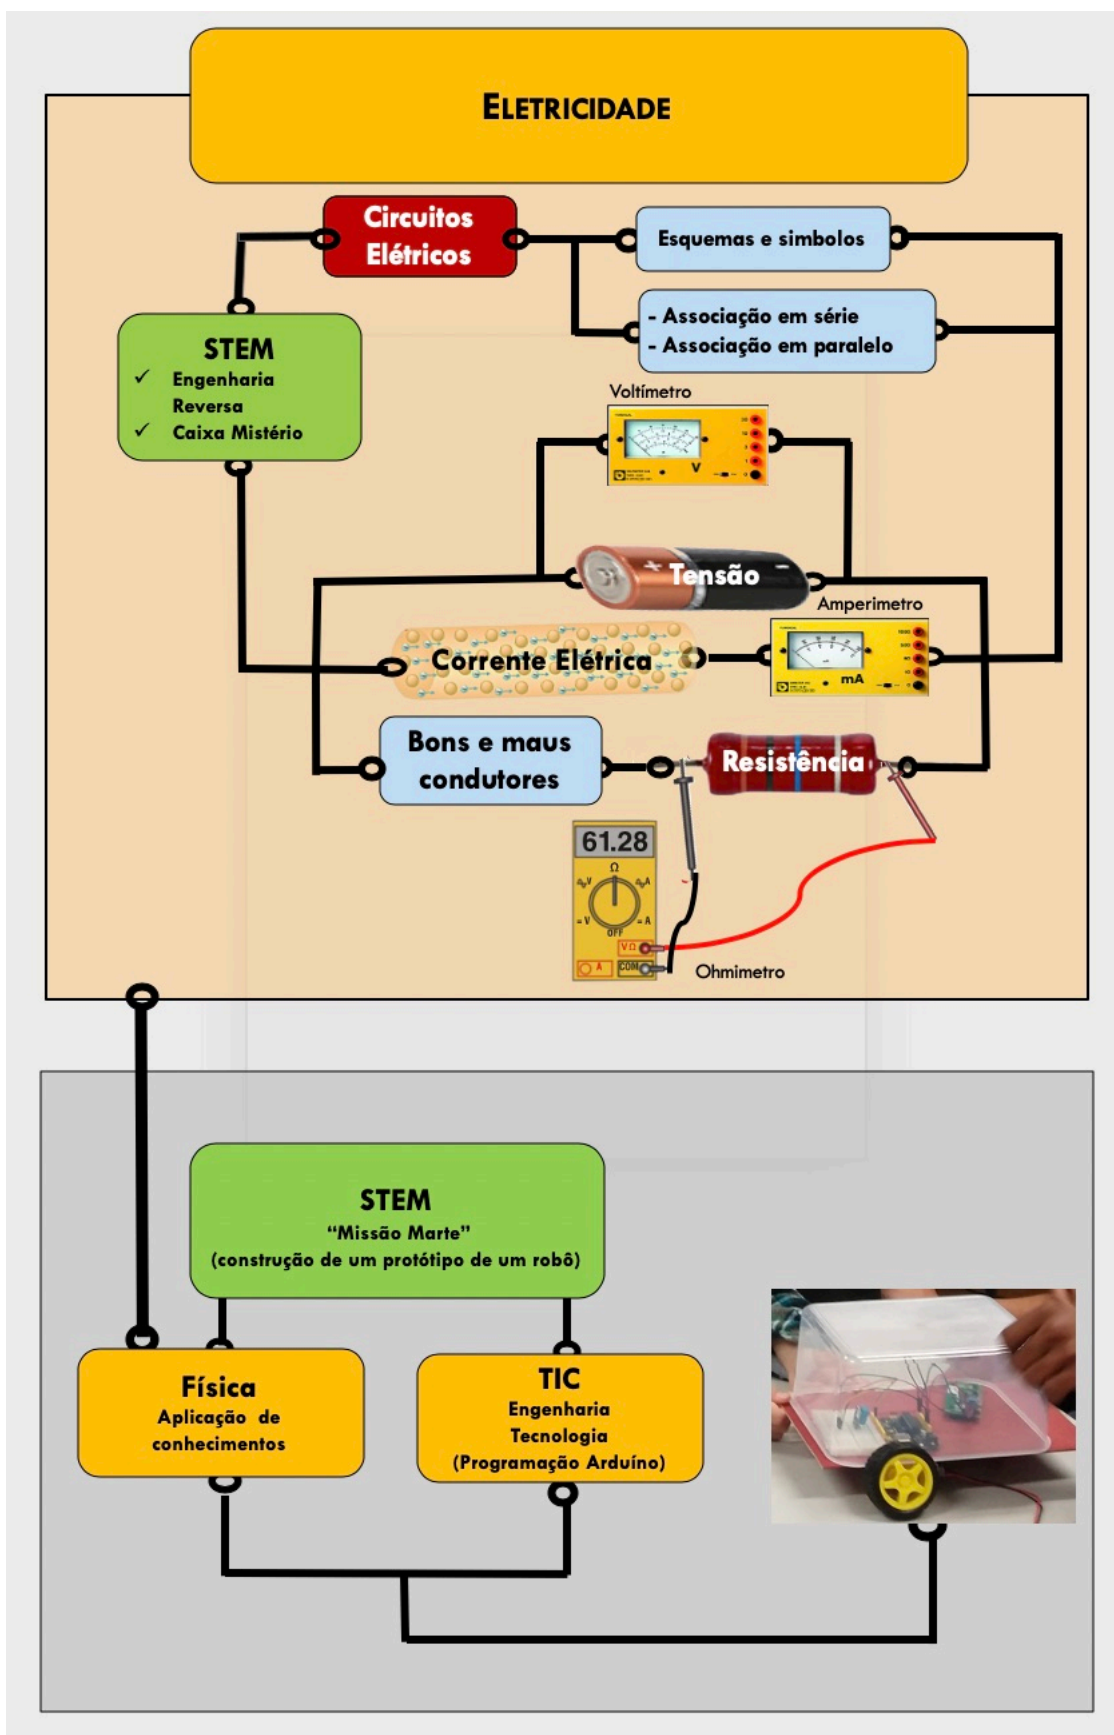 ELETRICIDADE
Circuitos
Elétricos
Esquemas e simbolos
- Associação em série
- Associação em paralelo
STEM
✓ Engenharia
Reversa
✓ Caixa Mistério
Voltímetro
V
+ Tensão -
Amperimetro
Corrente Elétrica
mA
Bons e maus
condutores
Resistência
61.28
Ω
V A
= V = A
OFF
VΩ
A COM
Ohmimetro
STEM
“Missão Marte”
(construção de um protótipo de um robô)
Física
Aplicação de
conhecimentos
TIC
Engenharia
Tecnologia
(Programação Arduíno)